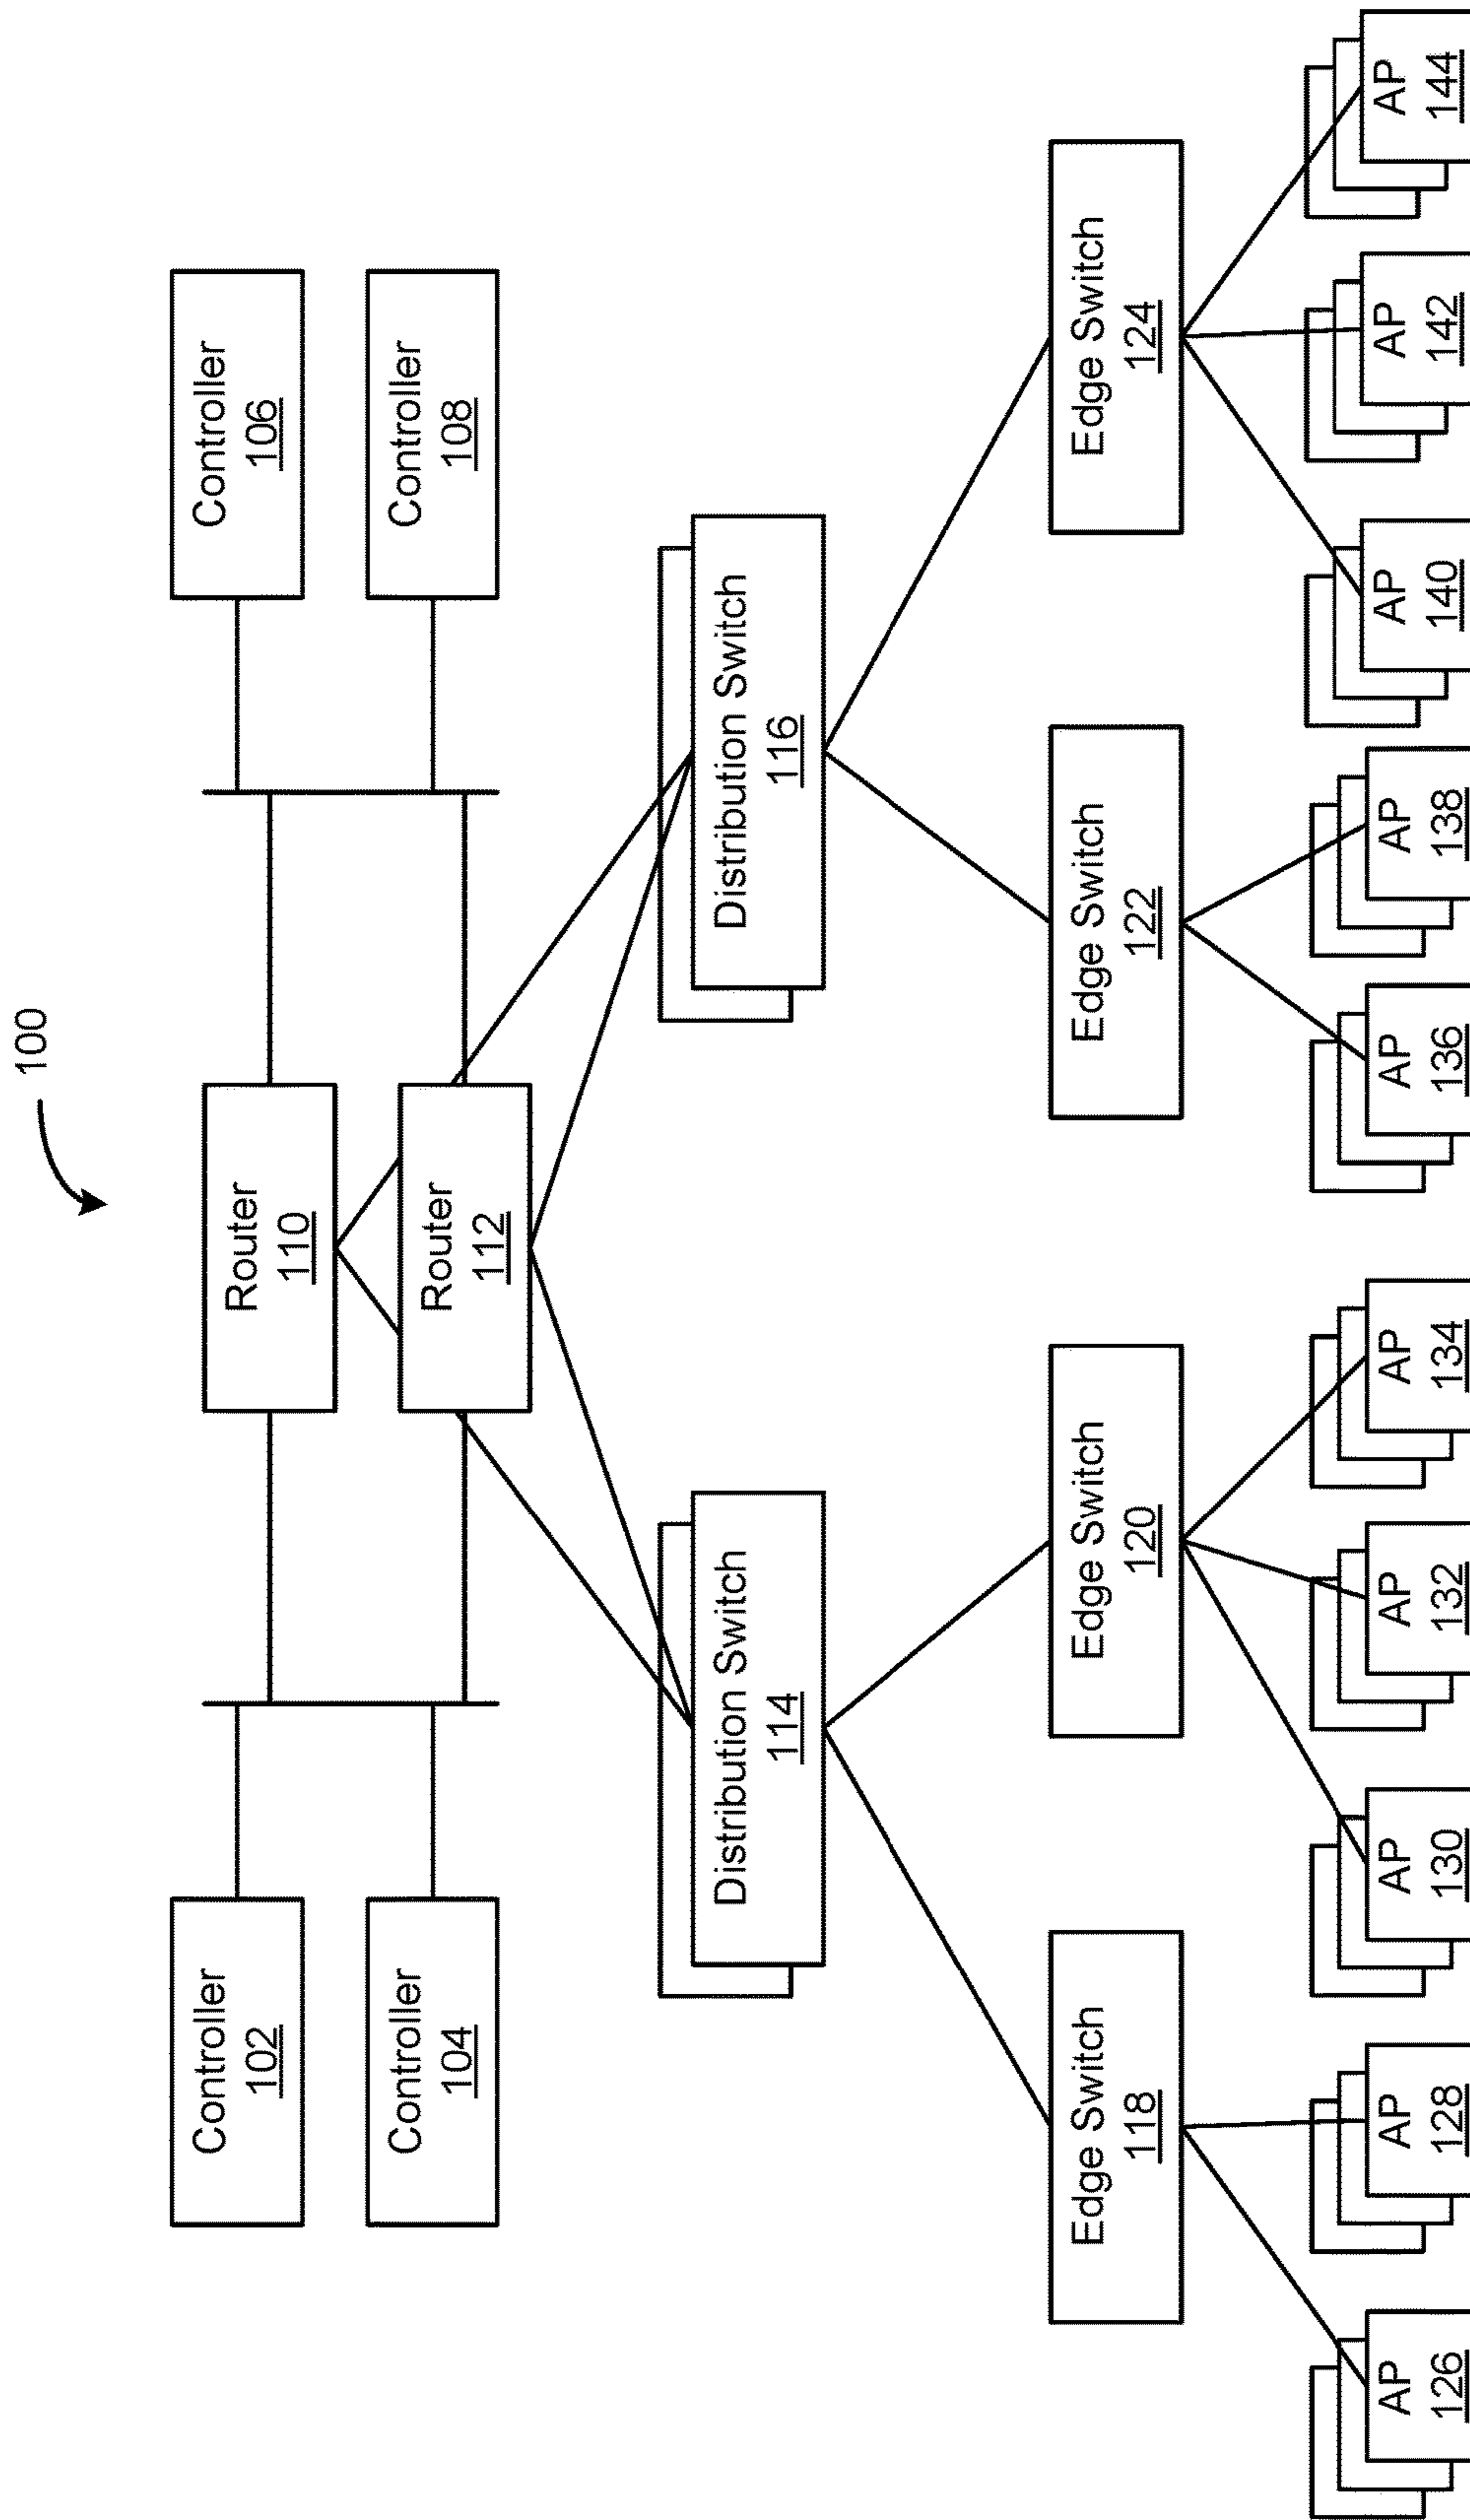 100
Controller
102
Controller
104
Router
110
Router
112
Controller
106
Controller
108
Distribution Switch
114
Distribution Switch
116
Edge Switch
118
Edge Switch
120
Edge Switch
122
Edge Switch
124
AP
126
AP
128
AP
130
AP
132
AP
134
AP
136
AP
138
AP
140
AP
142
AP
144